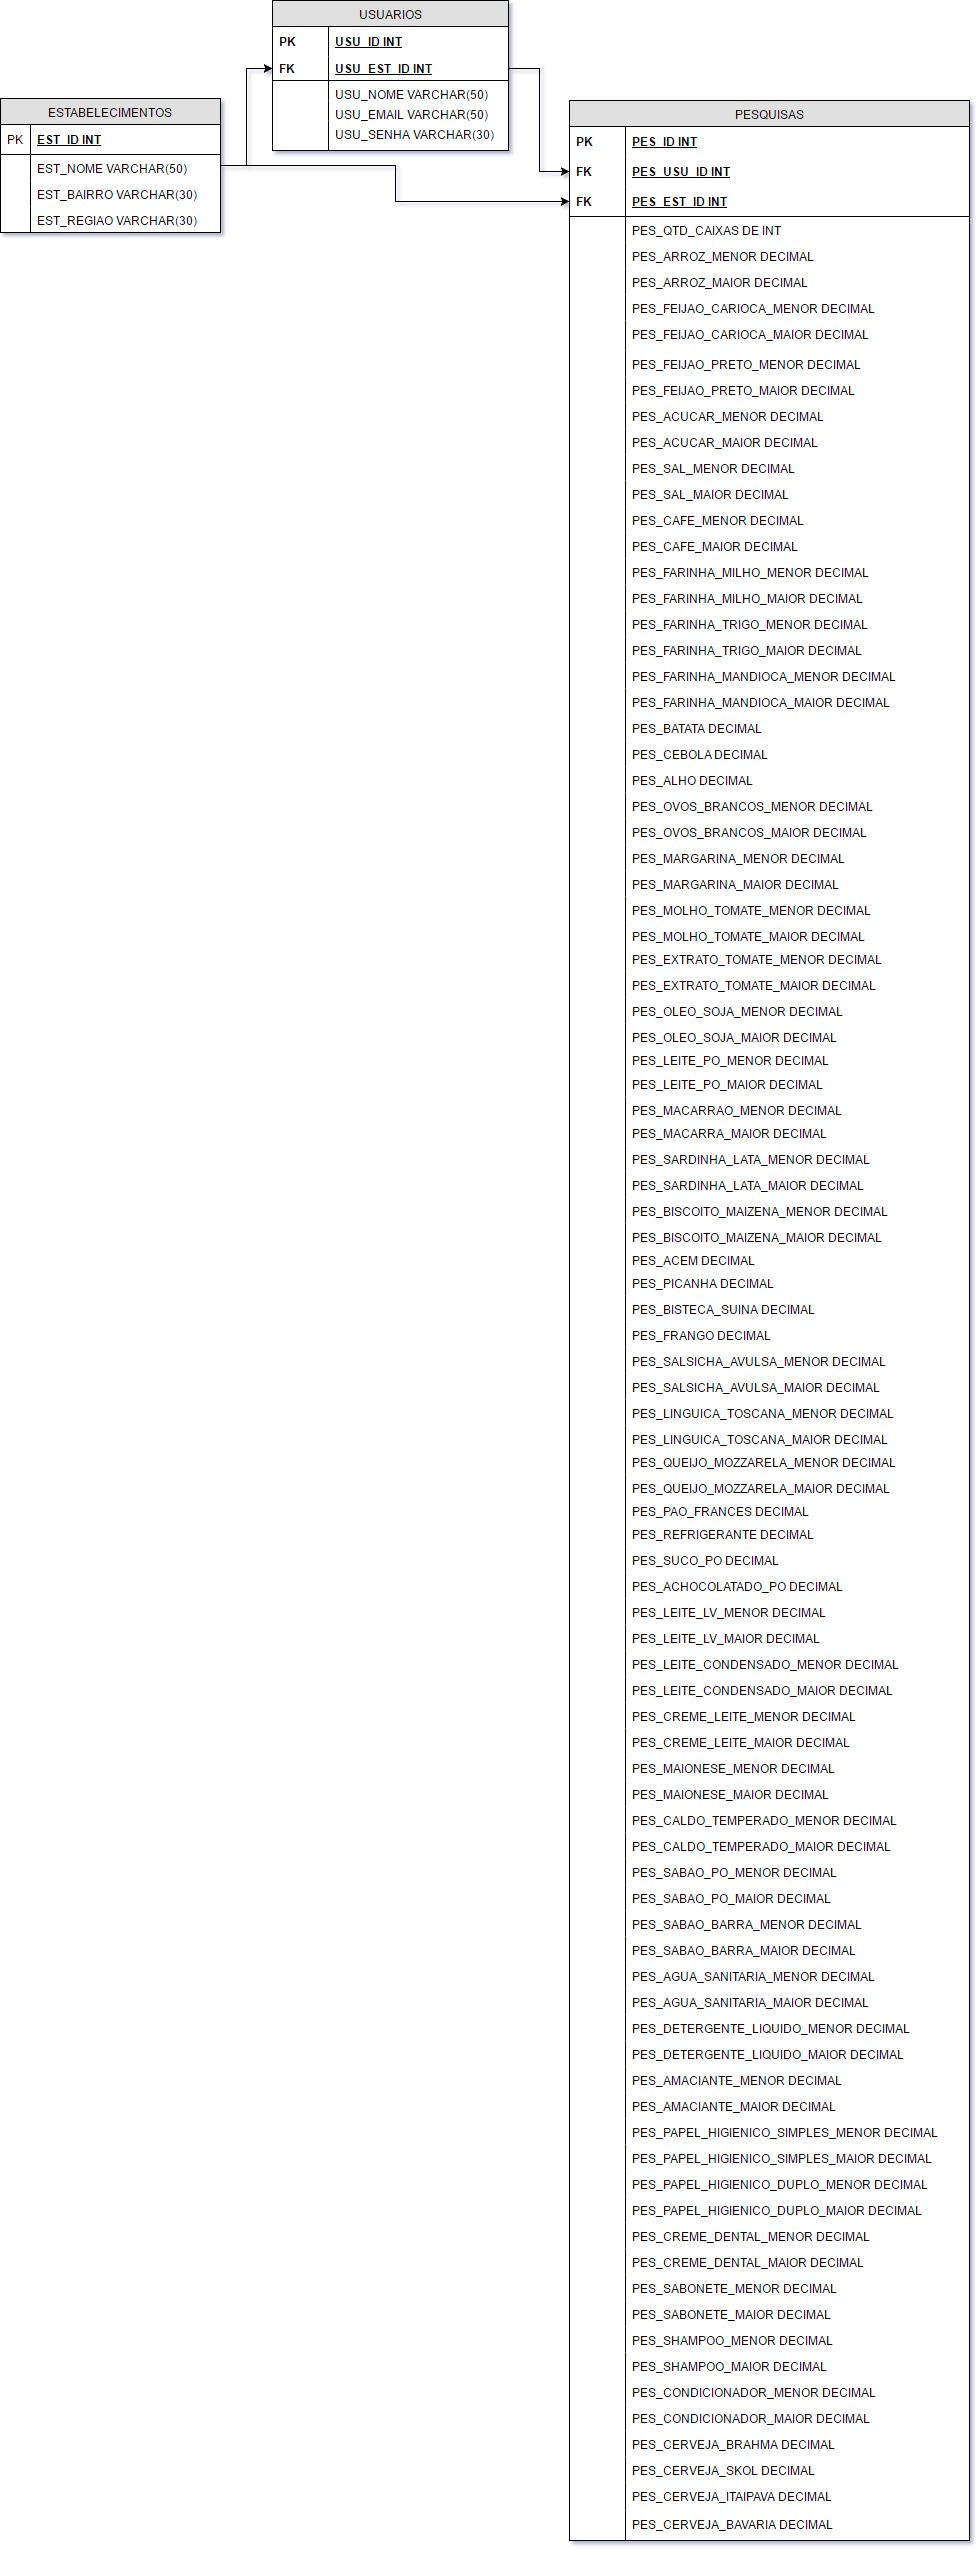 USUARIOS
PK USU_ID INT
FK USU_EST_ID INT
USU_NOME VARCHAR(50)
USU_EMAIL VARCHAR(50)
USU_SENHA VARCHAR(30)
ESTABELECIMENTOS
PK EST_ID INT
EST_NOME VARCHAR(50)
EST_BAIRRO VARCHAR(30)
EST_REGIAO VARCHAR(30)
PESQUISAS
PK PES_ID INT
FK PES_USU_ID INT
FK PES_EST_ID INT
PES_QTD_CAIXAS DE INT
PES_ARROZ_MENOR DECIMAL
PES_ARROZ_MAIOR DECIMAL
PES_FEIJAO_CARIOCA_MENOR DECIMAL
PES_FEIJAO_CARIOCA_MAIOR DECIMAL
PES_FEIJAO_PRETO_MENOR DECIMAL
PES_FEIJAO_PRETO_MAIOR DECIMAL
PES_ACUCAR_MENOR DECIMAL
PES_ACUCAR_MAIOR DECIMAL
PES_SAL_MENOR DECIMAL
PES_SAL_MAIOR DECIMAL
PES_CAFE_MENOR DECIMAL
PES_CAFE_MAIOR DECIMAL
PES_FARINHA_MILHO_MENOR DECIMAL
PES_FARINHA_MILHO_MAIOR DECIMAL
PES_FARINHA_TRIGO_MENOR DECIMAL
PES_FARINHA_TRIGO_MAIOR DECIMAL
PES_FARINHA_MANDIOCA_MENOR DECIMAL
PES_FARINHA_MANDIOCA_MAIOR DECIMAL
PES_BATATA DECIMAL
PES_CEBOLA DECIMAL
PES_ALHO DECIMAL
PES_OVOS_BRANCOS_MENOR DECIMAL
PES_OVOS_BRANCOS_MAIOR DECIMAL
PES_MARGARINA_MENOR DECIMAL
PES_MARGARINA_MAIOR DECIMAL
PES_MOLHO_TOMATE_MENOR DECIMAL
PES_MOLHO_TOMATE_MAIOR DECIMAL
PES_EXTRATO_TOMATE_MENOR DECIMAL
PES_EXTRATO_TOMATE_MAIOR DECIMAL
PES_OLEO_SOJA_MENOR DECIMAL
PES_OLEO_SOJA_MAIOR DECIMAL
PES_LEITE_PO_MENOR DECIMAL
PES_LEITE_PO_MAIOR DECIMAL
PES_MACARRAO_MENOR DECIMAL
PES_MACARRA_MAIOR DECIMAL
PES_SARDINHA_LATA_MENOR DECIMAL
PES_SARDINHA_LATA_MAIOR DECIMAL
PES_BISCOITO_MAIZENA_MENOR DECIMAL
PES_BISCOITO_MAIZENA_MAIOR DECIMAL
PES_ACEM DECIMAL
PES_PICANHA DECIMAL
PES_BISTECA_SUINA DECIMAL
PES_FRANGO DECIMAL
PES_SALSICHA_AVULSA_MENOR DECIMAL
PES_SALSICHA_AVULSA_MAIOR DECIMAL
PES_LINGUICA_TOSCANA_MENOR DECIMAL
PES_LINGUICA_TOSCANA_MAIOR DECIMAL
PES_QUEIJO_MOZZARELA_MENOR DECIMAL
PES_QUEIJO_MOZZARELA_MAIOR DECIMAL
PES_PAO_FRANCES DECIMAL
PES_REFRIGERANTE DECIMAL
PES_SUCO_PO DECIMAL
PES_ACHOCOLATADO_PO DECIMAL
PES_LEITE_LV_MENOR DECIMAL
PES_LEITE_LV_MAIOR DECIMAL
PES_LEITE_CONDENSADO_MENOR DECIMAL
PES_LEITE_CONDENSADO_MAIOR DECIMAL
PES_CREME_LEITE_MENOR DECIMAL
PES_CREME_LEITE_MAIOR DECIMAL
PES_MAIONESE_MENOR DECIMAL
PES_MAIONESE_MAIOR DECIMAL
PES_CALDO_TEMPERADO_MENOR DECIMAL
PES_CALDO_TEMPERADO_MAIOR DECIMAL
PES_SABAO_PO_MENOR DECIMAL
PES_SABAO_PO_MAIOR DECIMAL
PES_SABAO_BARRA_MENOR DECIMAL
PES_SABAO_BARRA_MAIOR DECIMAL
PES_AGUA_SANITARIA_MENOR DECIMAL
PES_AGUA_SANITARIA_MAIOR DECIMAL
PES_DETERGENTE_LIQUIDO_MENOR DECIMAL
PES_DETERGENTE_LIQUIDO_MAIOR DECIMAL
PES_AMACIANTE_MENOR DECIMAL
PES_AMACIANTE_MAIOR DECIMAL
PES_PAPEL_HIGIENICO_SIMPLES_MENOR DECIMAL
PES_PAPEL_HIGIENICO_SIMPLES_MAIOR DECIMAL
PES_PAPEL_HIGIENICO_DUPLO_MENOR DECIMAL
PES_PAPEL_HIGIENICO_DUPLO_MAIOR DECIMAL
PES_CREME_DENTAL_MENOR DECIMAL
PES_CREME_DENTAL_MAIOR DECIMAL
PES_SABONETE_MENOR DECIMAL
PES_SABONETE_MAIOR DECIMAL
PES_SHAMPOO_MENOR DECIMAL
PES_SHAMPOO_MAIOR DECIMAL
PES_CONDICIONADOR_MENOR DECIMAL
PES_CONDICIONADOR_MAIOR DECIMAL
PES_CERVEJA_BRAHMA DECIMAL
PES_CERVEJA_SKOL DECIMAL
PES_CERVEJA_ITAIPAVA DECIMAL
PES_CERVEJA_BAVARIA DECIMAL